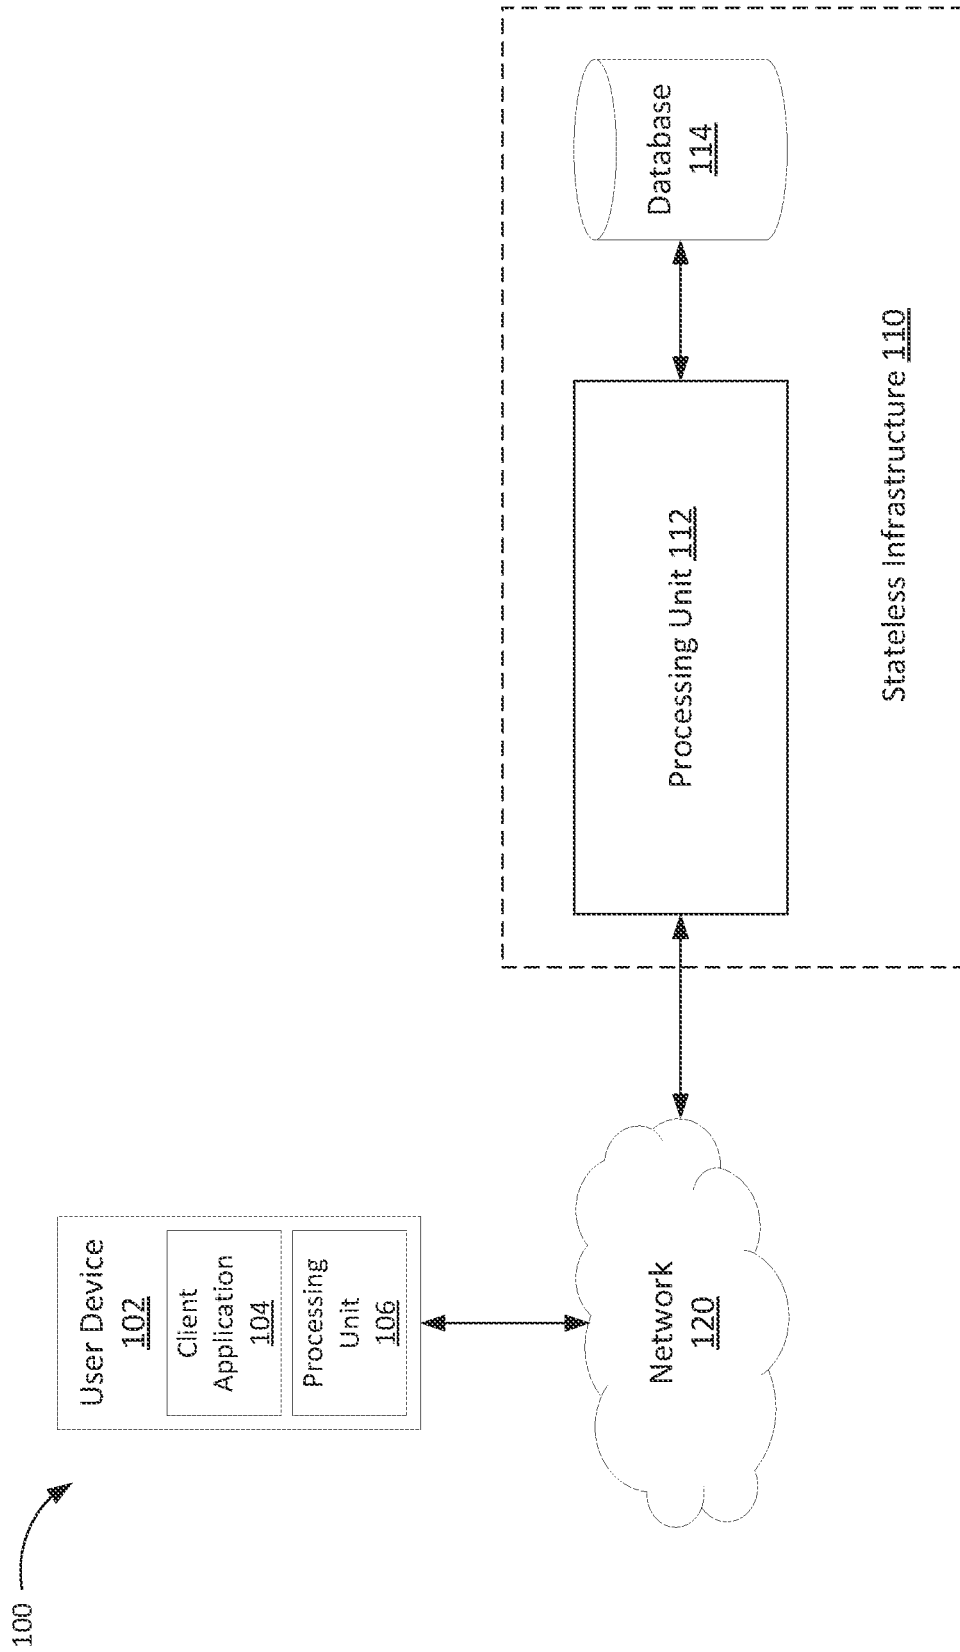 100
User Device
102
Client
Application
104
Processing
Unit
106
Network
120
Processing Unit 112
Database
114
Stateless Infrastructure 110